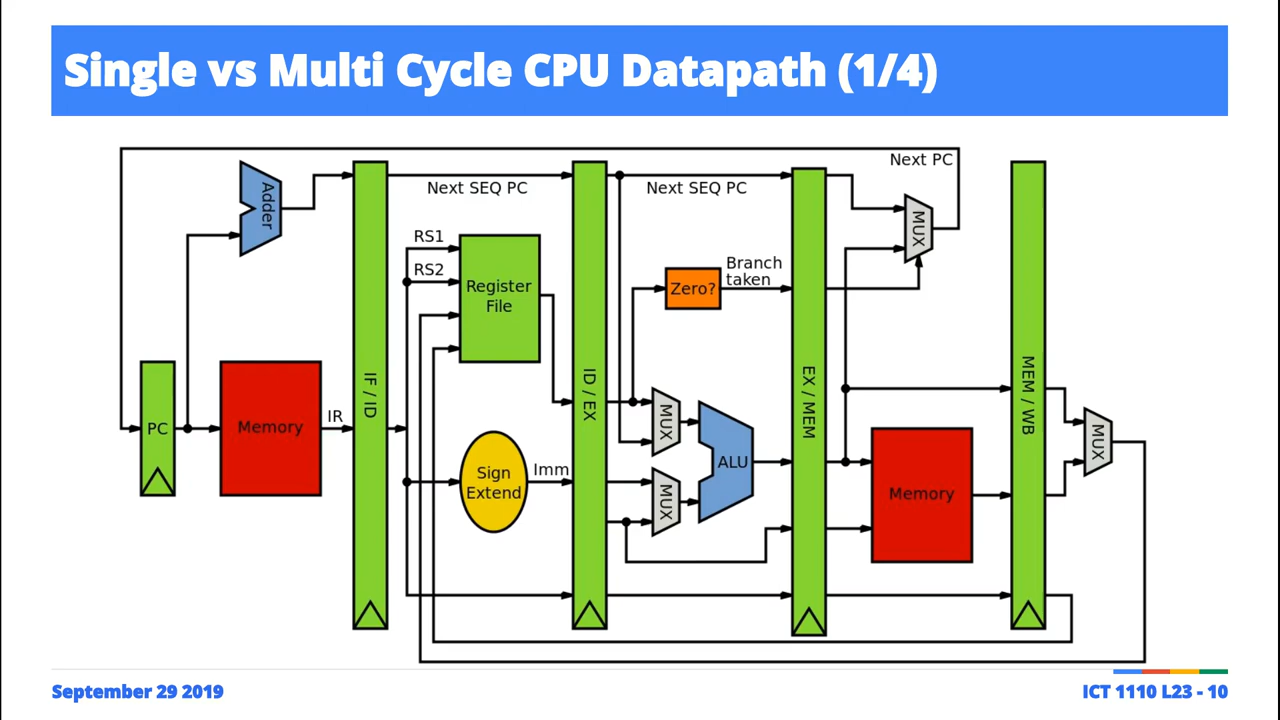 Single vs Multi Cycle CPU Datapath (1/4)
Next PC
Adder
Next SEQ PC
Next SEQ PC
MUX
RS1
RS2
Register
File
Zero?
Branch
taken
IF / ID
ID / EX
EX / MEM
MEM / WB
PC
Memory
IR
MUX
ALU
MUX
Sign
Extend
Imm
MUX
Memory
September 29 2019
ICT 1110 L23 - 10